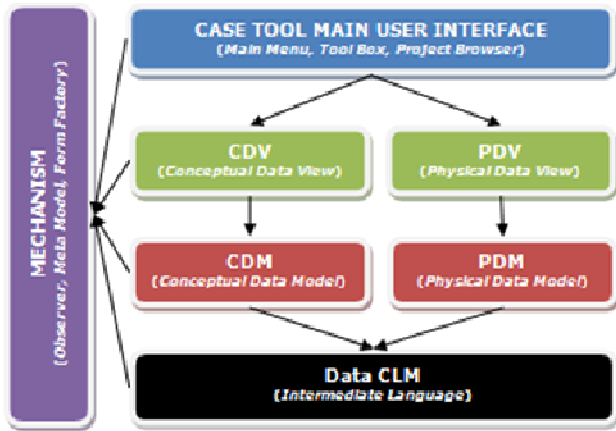 CASE TOOL MAIN USER INTERFACE
(Main Menu, Tool Box, Project Browser)
MECHANISM
(Observer, Meta Model, Form Factory)
CDV
(Conceptual Data View)
PDV
(Physical Data View)
CDM
(Conceptual Data Model)
PDM
(Physical Data Model)
Data CLM
(Intermediate Language)